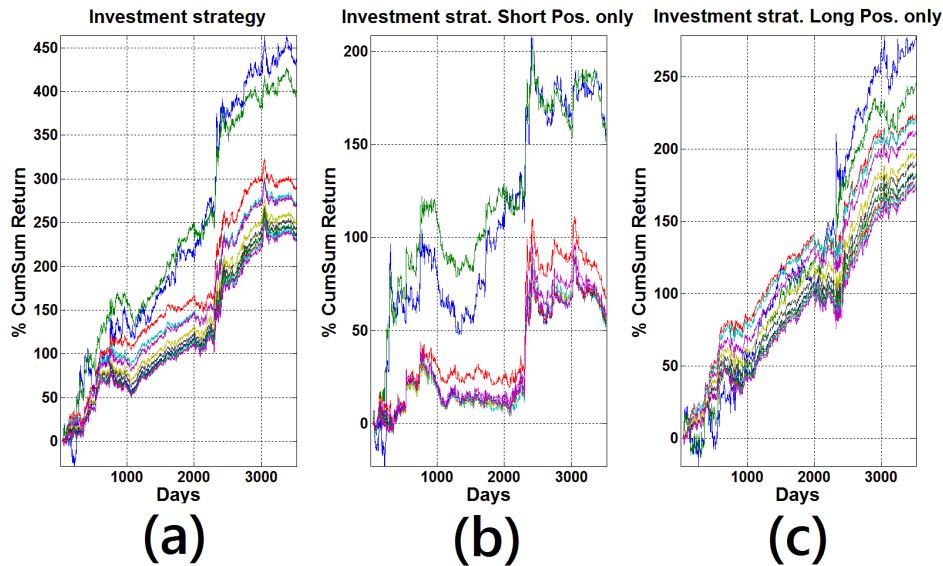 Investment strategy
% CumSum Return
450
400
350
300
250
200
150
100
50
0
1000
2000
3000
Days
(a)
Investment strat. Short Pos. only
% CumSum Return
200
150
100
50
0
1000
2000
3000
Days
(b)
Investment strat. Long Pos. only
% CumSum Return
250
200
150
100
50
0
1000
2000
3000
Days
(c)